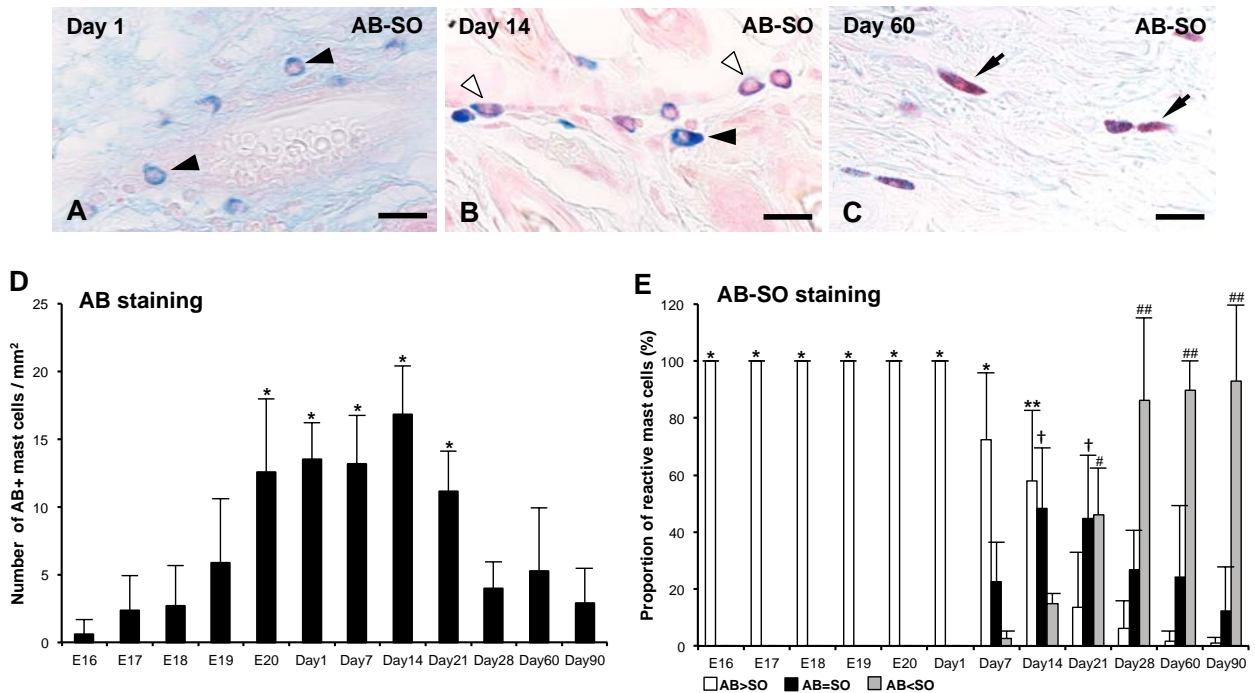 Day 1 AB-SO
A
Day 14 AB-SO
B
Day 60 AB-SO
C
D
AB staining
Number of AB+ mast cells / mm²
25
20
15
10
5
0
*
*
*
*
*
E16 E17 E18 E19 E20 Day1 Day7 Day14 Day21 Day28 Day60 Day90
E
AB-SO staining
Proportion of reactive mast cells (%)
120
100
80
60
40
20
0
* * * * * * * ** † † # ## ## ##
E16 E17 E18 E19 E20 Day1 Day7 Day14 Day21 Day28 Day60 Day90
AB>SO AB=SO AB<SO